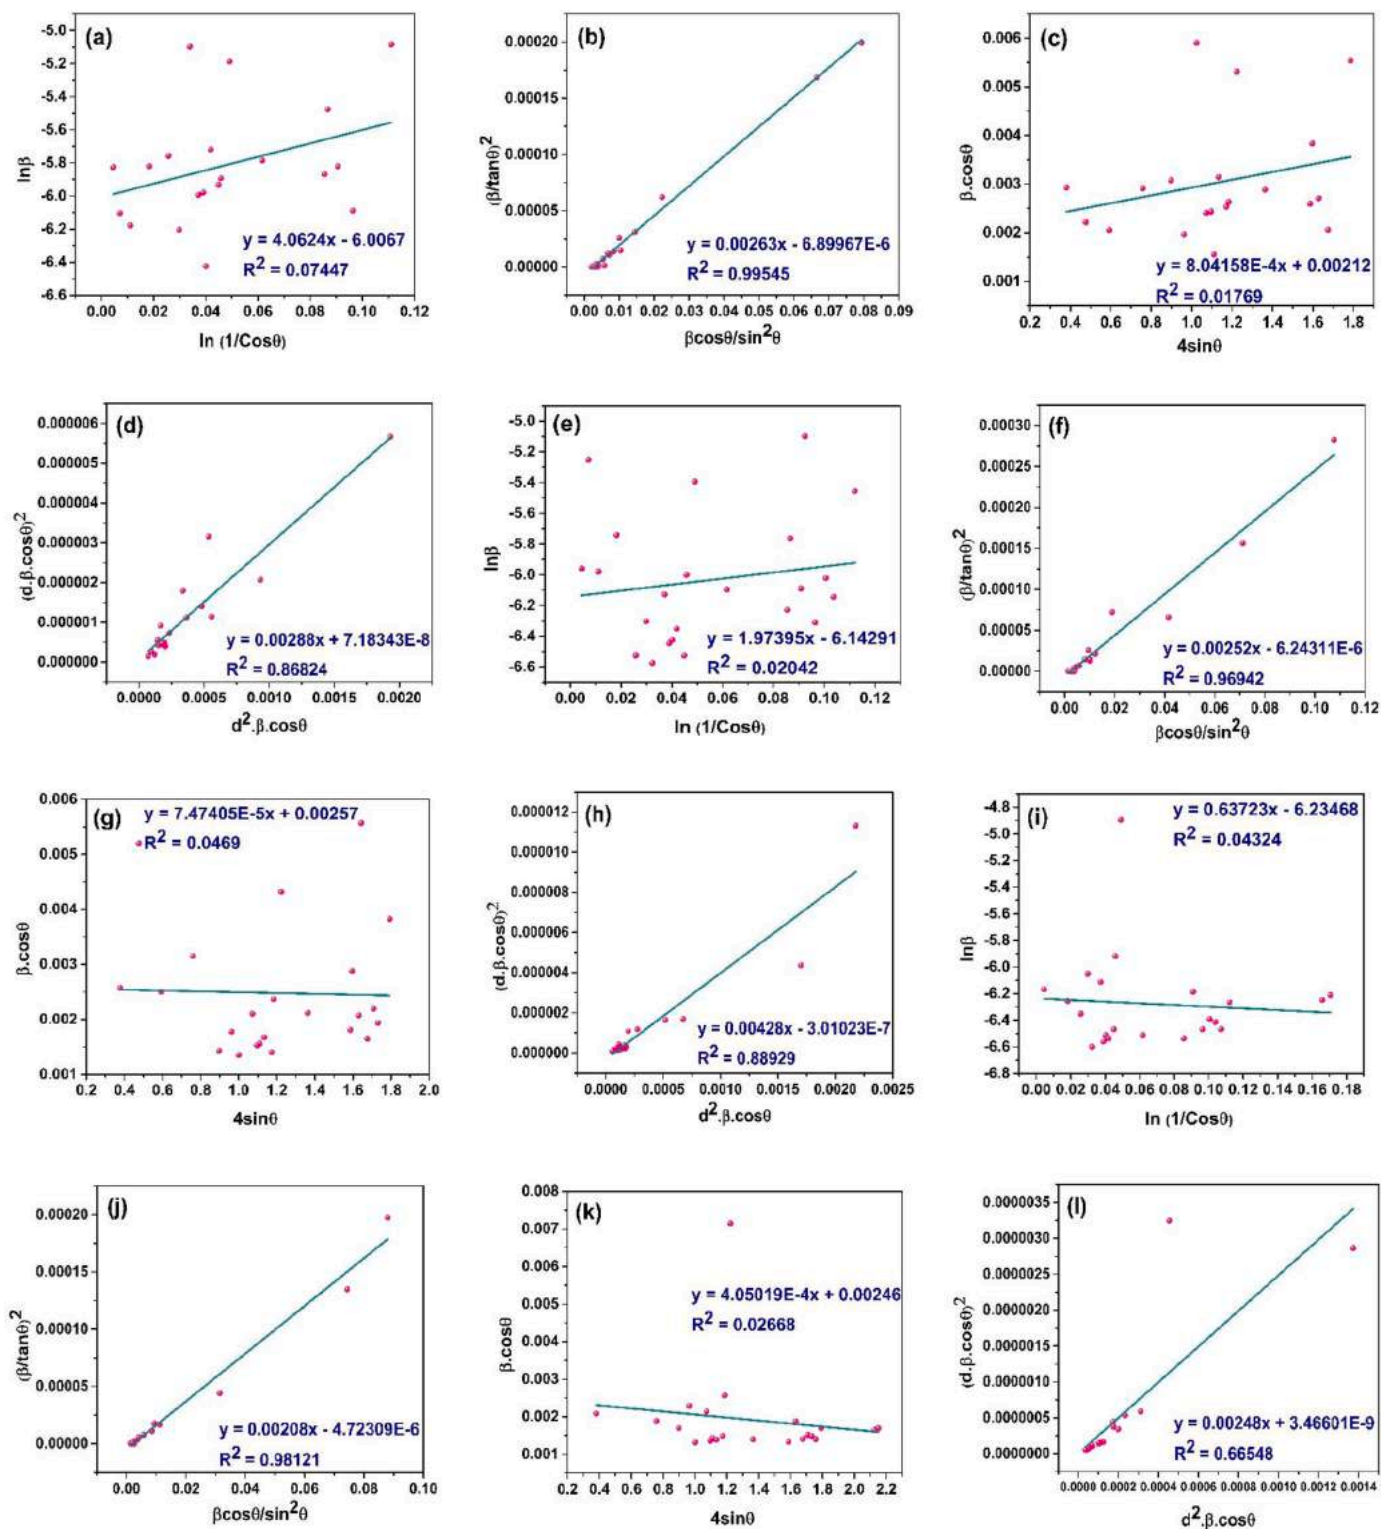 (a)
-5.0
-5.2
-5.4
-5.6
-5.8
-6.0
-6.2
-6.4
-6.6
lnβ
y = 4.0624x - 6.0067
R² = 0.07447
0.00 0.02 0.04 0.06 0.08 0.10 0.12
ln (1/Cosθ)
(b)
0.00020
0.00015
0.00010
0.00005
0.00000
(β/tanθ)²
y = 0.00263x - 6.89967E-6
R² = 0.99545
0.00 0.01 0.02 0.03 0.04 0.05 0.06 0.07 0.08 0.09
βcosθ/sin²θ
(c)
0.006
0.005
0.004
0.003
0.002
0.001
β.cosθ
y = 8.04158E-4x + 0.00212
R² = 0.01769
0.2 0.4 0.6 0.8 1.0 1.2 1.4 1.6 1.8
4sinθ
(d)
0.000006
0.000005
0.000004
0.000003
0.000002
0.000001
0.000000
(d.β.cosθ)²
y = 0.00288x + 7.18343E-8
R² = 0.86824
0.0000 0.0005 0.0010 0.0015 0.0020
d².β.cosθ
(e)
-5.0
-5.2
-5.4
-5.6
-5.8
-6.0
-6.2
-6.4
-6.6
lnβ
y = 1.97395x - 6.14291
R² = 0.02042
0.00 0.02 0.04 0.06 0.08 0.10 0.12
ln (1/Cosθ)
(f)
0.00030
0.00025
0.00020
0.00015
0.00010
0.00005
0.00000
(β/tanθ)²
y = 0.00252x - 6.24311E-6
R² = 0.96942
0.00 0.02 0.04 0.06 0.08 0.10 0.12
βcosθ/sin²θ
(g)
0.006
0.005
0.004
0.003
0.002
0.001
β.cosθ
y = 7.47405E-5x + 0.00257
R² = 0.0469
0.2 0.4 0.6 0.8 1.0 1.2 1.4 1.6 1.8 2.0
4sinθ
(h)
0.000012
0.000010
0.000008
0.000006
0.000004
0.000002
0.000000
(d.β.cosθ)²
y = 0.00428x - 3.01023E-7
R² = 0.88929
0.0000 0.0005 0.0010 0.0015 0.0020 0.0025
d².β.cosθ
(i)
-4.8
-5.0
-5.2
-5.4
-5.6
-5.8
-6.0
-6.2
-6.4
-6.6
-6.8
lnβ
y = 0.63723x - 6.23468
R² = 0.04324
0.00 0.02 0.04 0.06 0.08 0.10 0.12 0.14 0.16 0.18
ln (1/Cosθ)
(j)
0.00020
0.00015
0.00010
0.00005
0.00000
(β/tanθ)²
y = 0.00208x - 4.72309E-6
R² = 0.98121
0.00 0.02 0.04 0.06 0.08 0.10
βcosθ/sin²θ
(k)
0.008
0.007
0.006
0.005
0.004
0.003
0.002
0.001
β.cosθ
y = 4.05019E-4x + 0.00246
R² = 0.02668
0.2 0.4 0.6 0.8 1.0 1.2 1.4 1.6 1.8 2.0 2.2
4sinθ
(l)
0.0000035
0.0000030
0.0000025
0.0000020
0.0000015
0.0000010
0.0000005
0.0000000
(d.β.cosθ)²
y = 0.00248x + 3.46601E-9
R² = 0.66548
0.0000 0.0002 0.0004 0.0006 0.0008 0.0010 0.0012 0.0014
d².β.cosθ